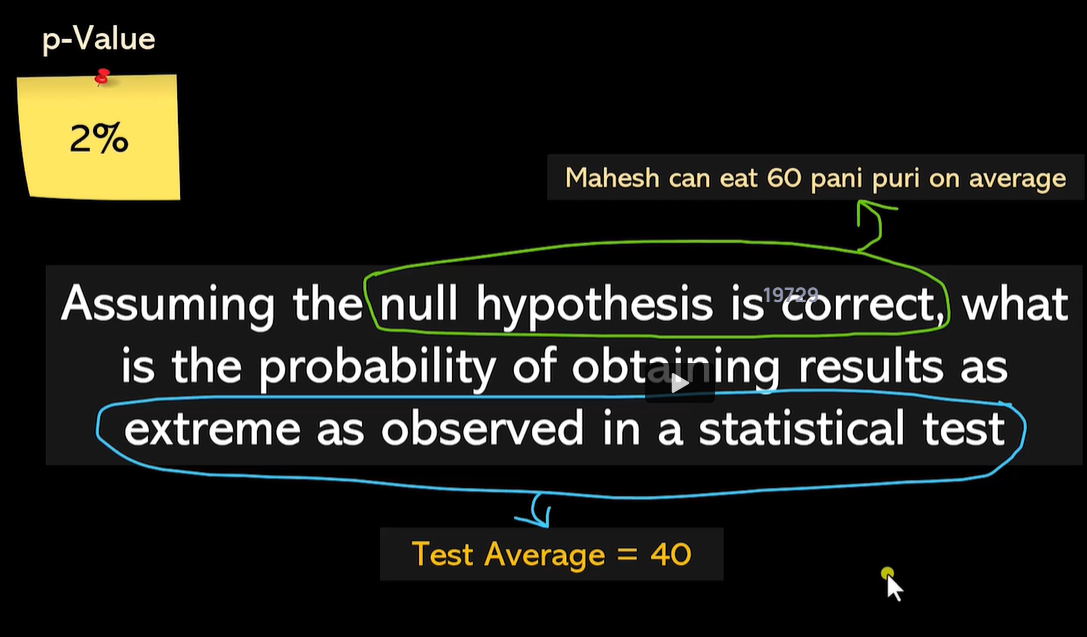 p-Value
2%
Mahesh can eat 60 pani puri on average
Assuming the null hypothesis is correct, what
19729
is the probability of obtaining results as
extreme as observed in a statistical test
Test Average = 40